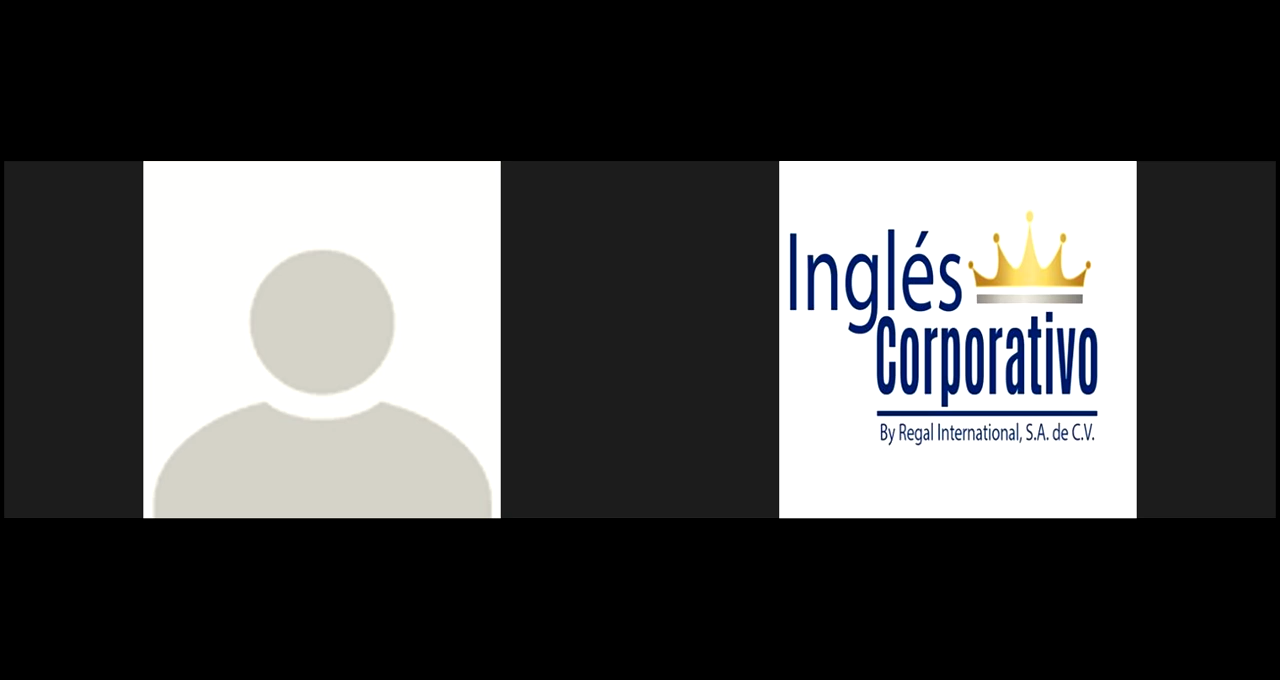 Inglés
Corporativo
By Regal International, S.A. de C.V.